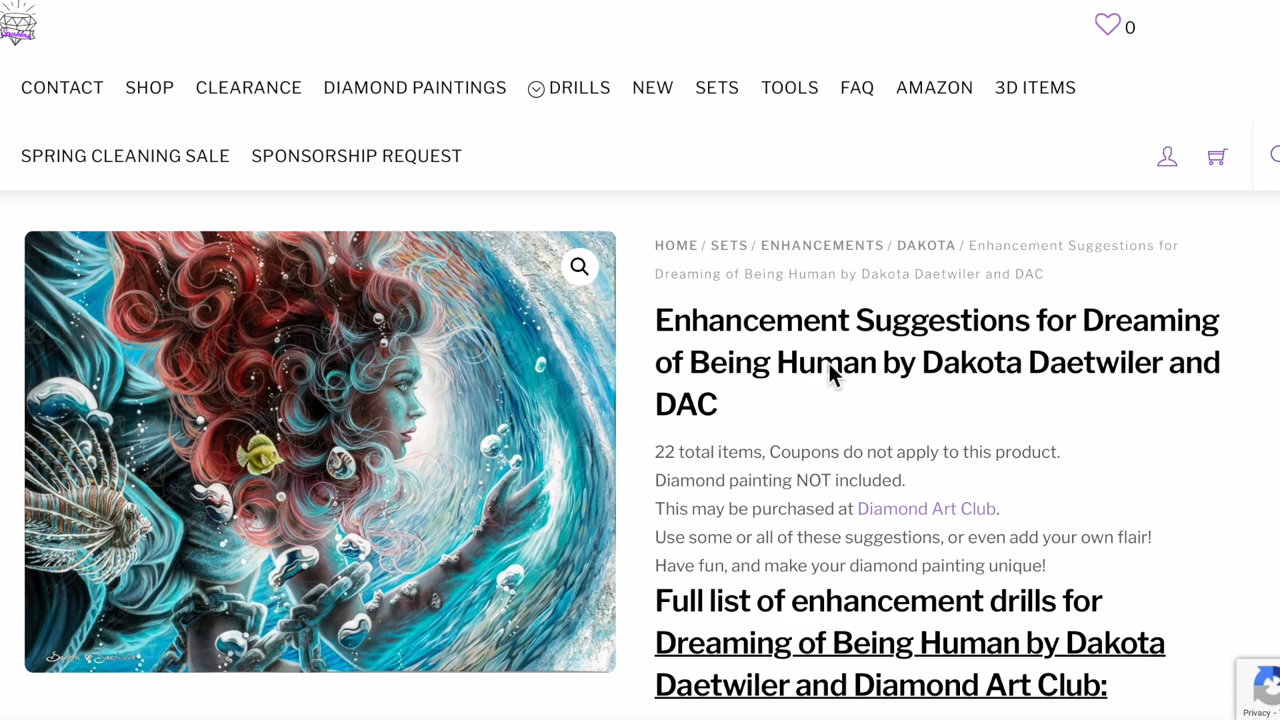 0
CONTACT SHOP CLEARANCE DIAMOND PAINTINGS DRILLS NEW SETS TOOLS FAQ AMAZON 3D ITEMS
SPRING CLEANING SALE SPONSORSHIP REQUEST
HOME / SETS / ENHANCEMENTS / DAKOTA / Enhancement Suggestions for
Dreaming of Being Human by Dakota Daetwiler and DAC
Enhancement Suggestions for Dreaming
of Being Human by Dakota Daetwiler and
DAC
22 total items, Coupons do not apply to this product.
Diamond painting NOT included.
This may be purchased at Diamond Art Club.
Use some or all of these suggestions, or even add your own flair!
Have fun, and make your diamond painting unique!
Full list of enhancement drills for
Dreaming of Being Human by Dakota
Daetwiler and Diamond Art Club:
Privacy -